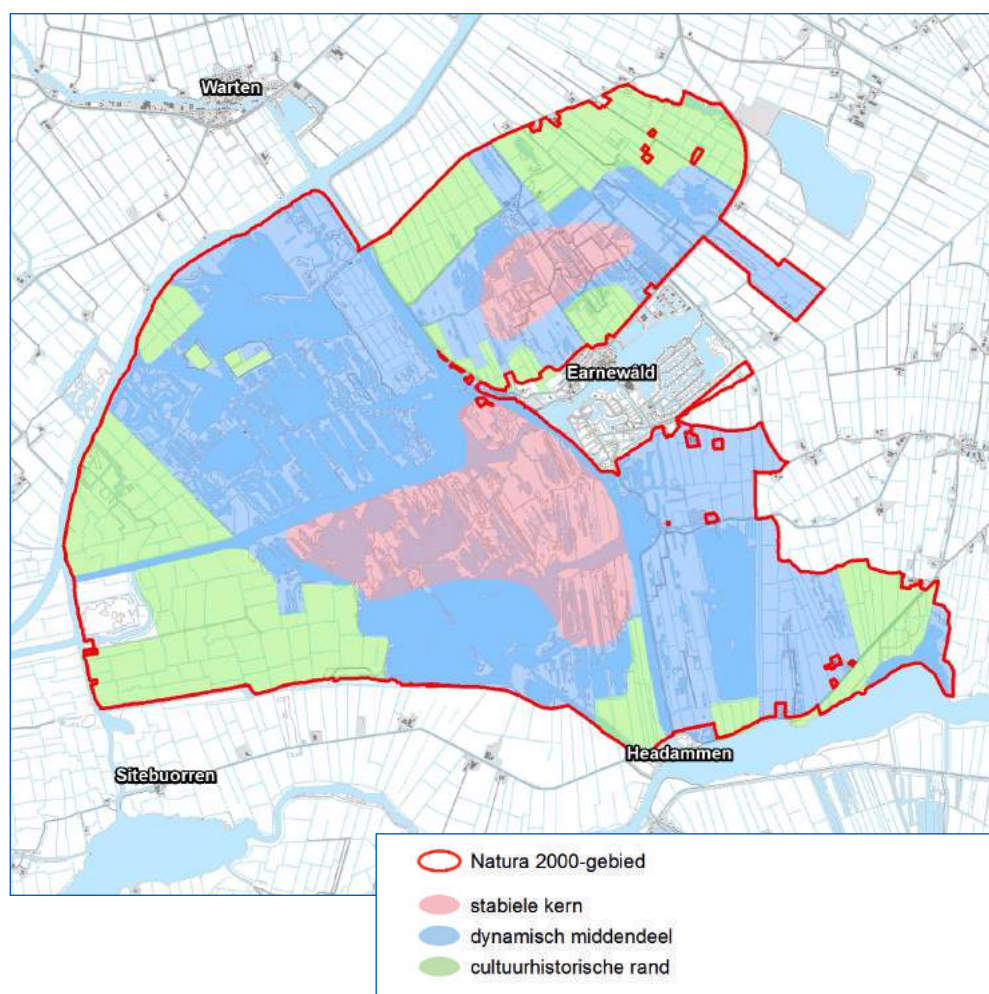 Warten
Earnewâld
Headammen
Sitebuorren
Natura 2000-gebied
stabiele kern
dynamisch middendeel
cultuurhistorische rand